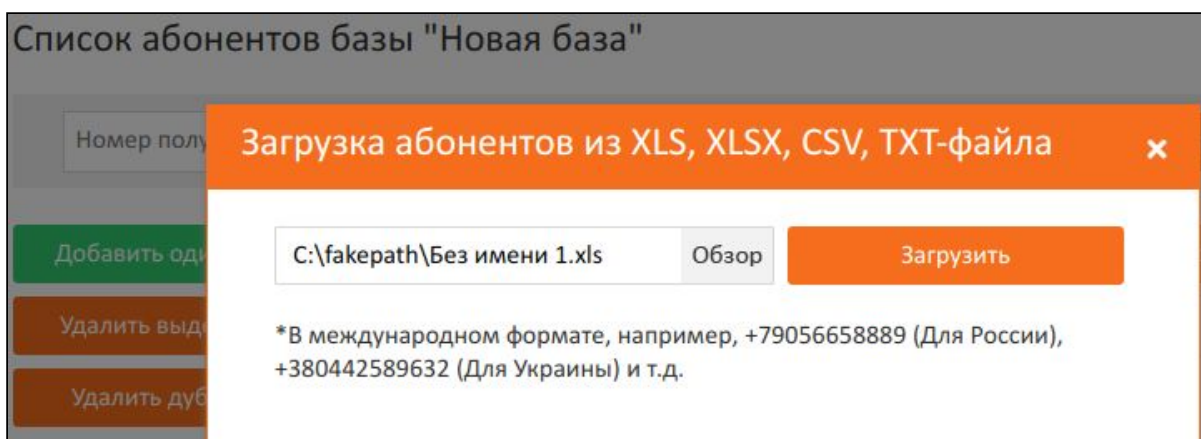 Список абонентов базы "Новая база"
Номер полу
Загрузка абонентов из XLS, XLSX, CSV, TXT-файла
×
C:\fakepath\Без имени 1.xls Обзор Загрузить
Добавить оди
*В международном формате, например, +79056658889 (Для России),
+380442589632 (Для Украины) и т.д.
Удалить выде
Удалить дуб